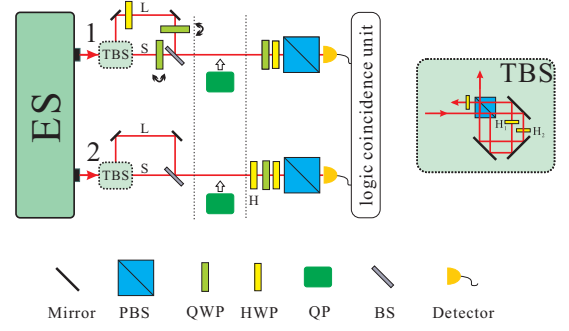 ES
1
L
TBS
S
2
L
TBS
S
H
logic coincidence unit
TBS
H₁
H₂
Mirror PBS QWP HWP QP BS Detector